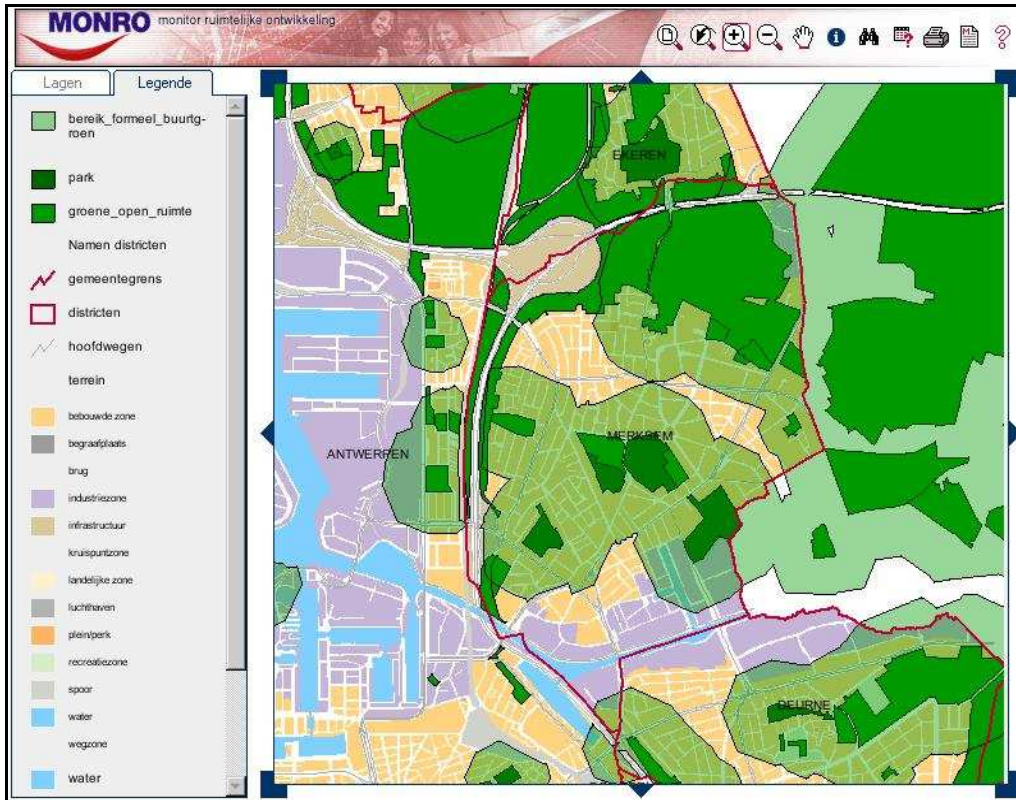 MONRO monitor ruimtelijke ontwikkeling
Lagen
Legende
bereik_formeel_buurtg-
roen
park
groene_open_ruimte
Namen districten
gemeentegrens
districten
hoofdwegen
terrein
bebouwde zone
begraafplaats
brug
industriezone
infrastructuur
kruispuntzone
landelijke zone
luchthaven
plein/perk
recreatiezone
spoor
water
wegzone
water
EKEREN
MERKSEM
ANTWERPEN
DEURNE